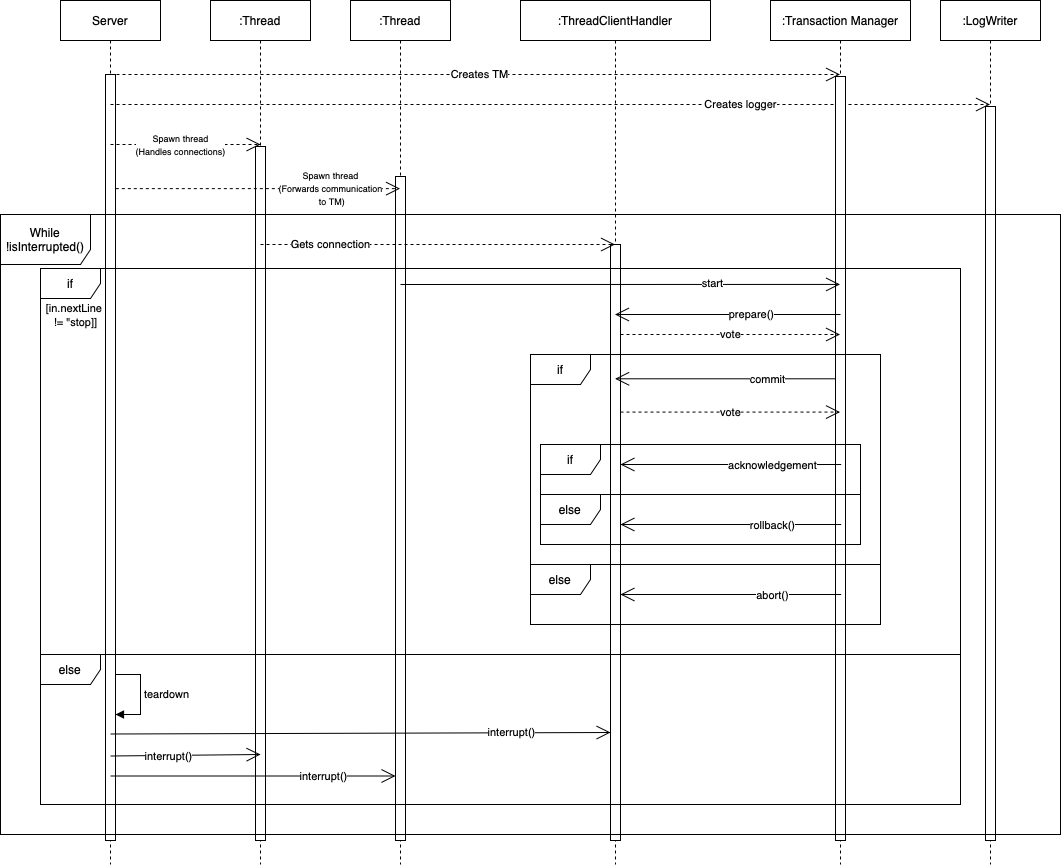 Server
:Thread
:Thread
:ThreadClientHandler
:Transaction Manager
:LogWriter
Creates TM
Creates logger
Spawn thread
(Handles connections)
Spawn thread
(Forwards communication
to TM)
While
!isInterrupted()
Gets connection
if
[in.nextLine
!= "stop]]
start
prepare()
vote
if
commit
vote
if
acknowledgement
else
rollback()
else
abort()
else
teardown
interrupt()
interrupt()
interrupt()